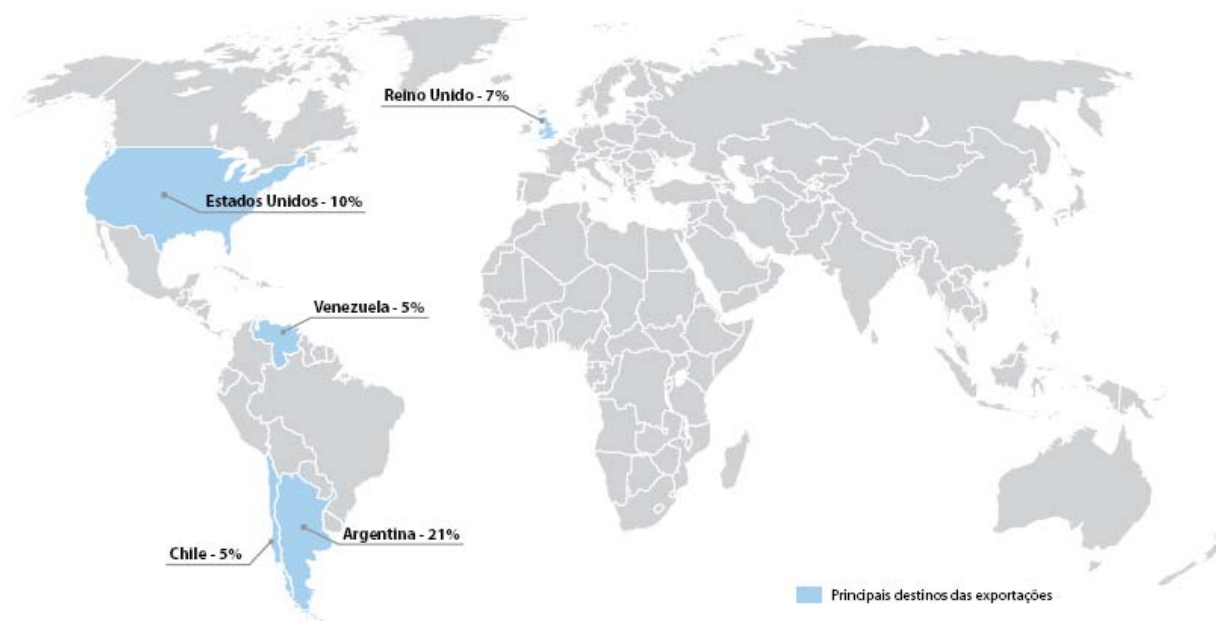 Reino Unido - 7%
Estados Unidos - 10%
Venezuela - 5%
Argentina - 21%
Chile - 5%
Principais destinos das exportações